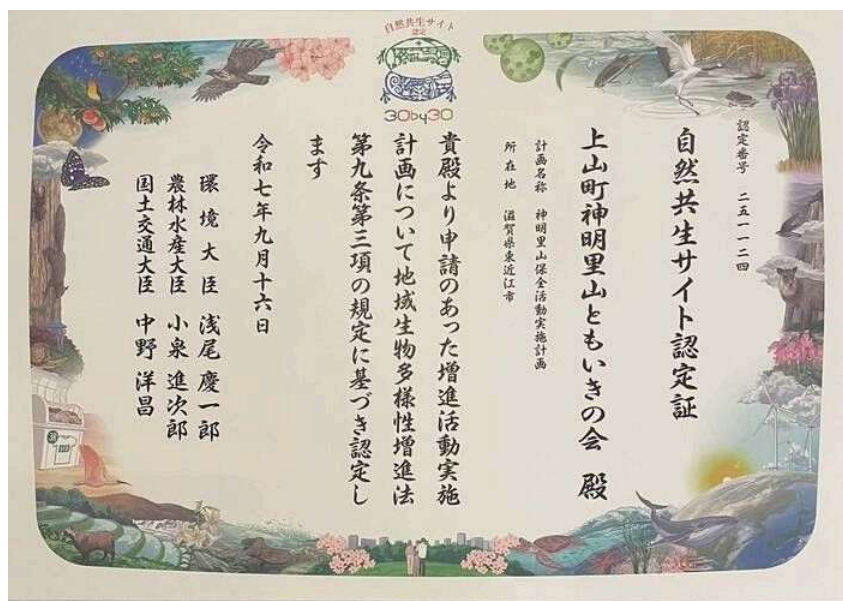 自然共生サイト
認定
30by30
認定番号 二五一一二四
自然共生サイト認定証
上山町神明里山ともいきの会 殿
計画名称 神明里山保全活動実施計画
所在地 滋賀県東近江市
貴殿より申請のあった増進活動実施
計画について地域生物多様性増進法
第九条第三項の規定に基づき認定し
ます
令和七年九月十六日
環境大臣 浅尾 慶一郎
農林水産大臣 小泉 進次郎
国土交通大臣 中野 洋昌